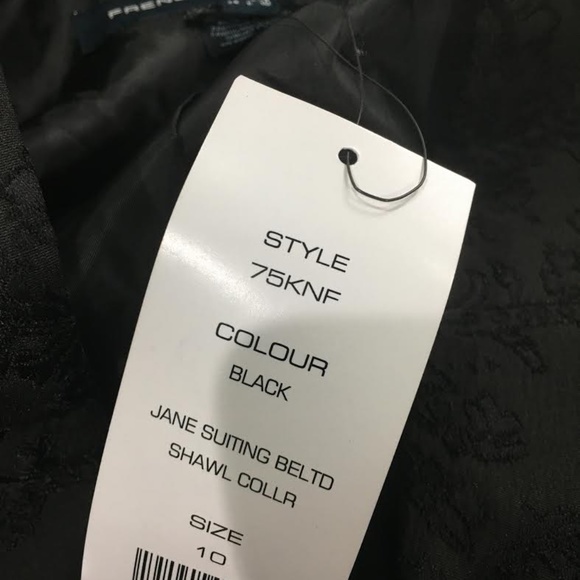 STYLE
75KNF
COLOUR
BLACK
JANE SUITING BELTD
SHAWL COLLR
SIZE
10